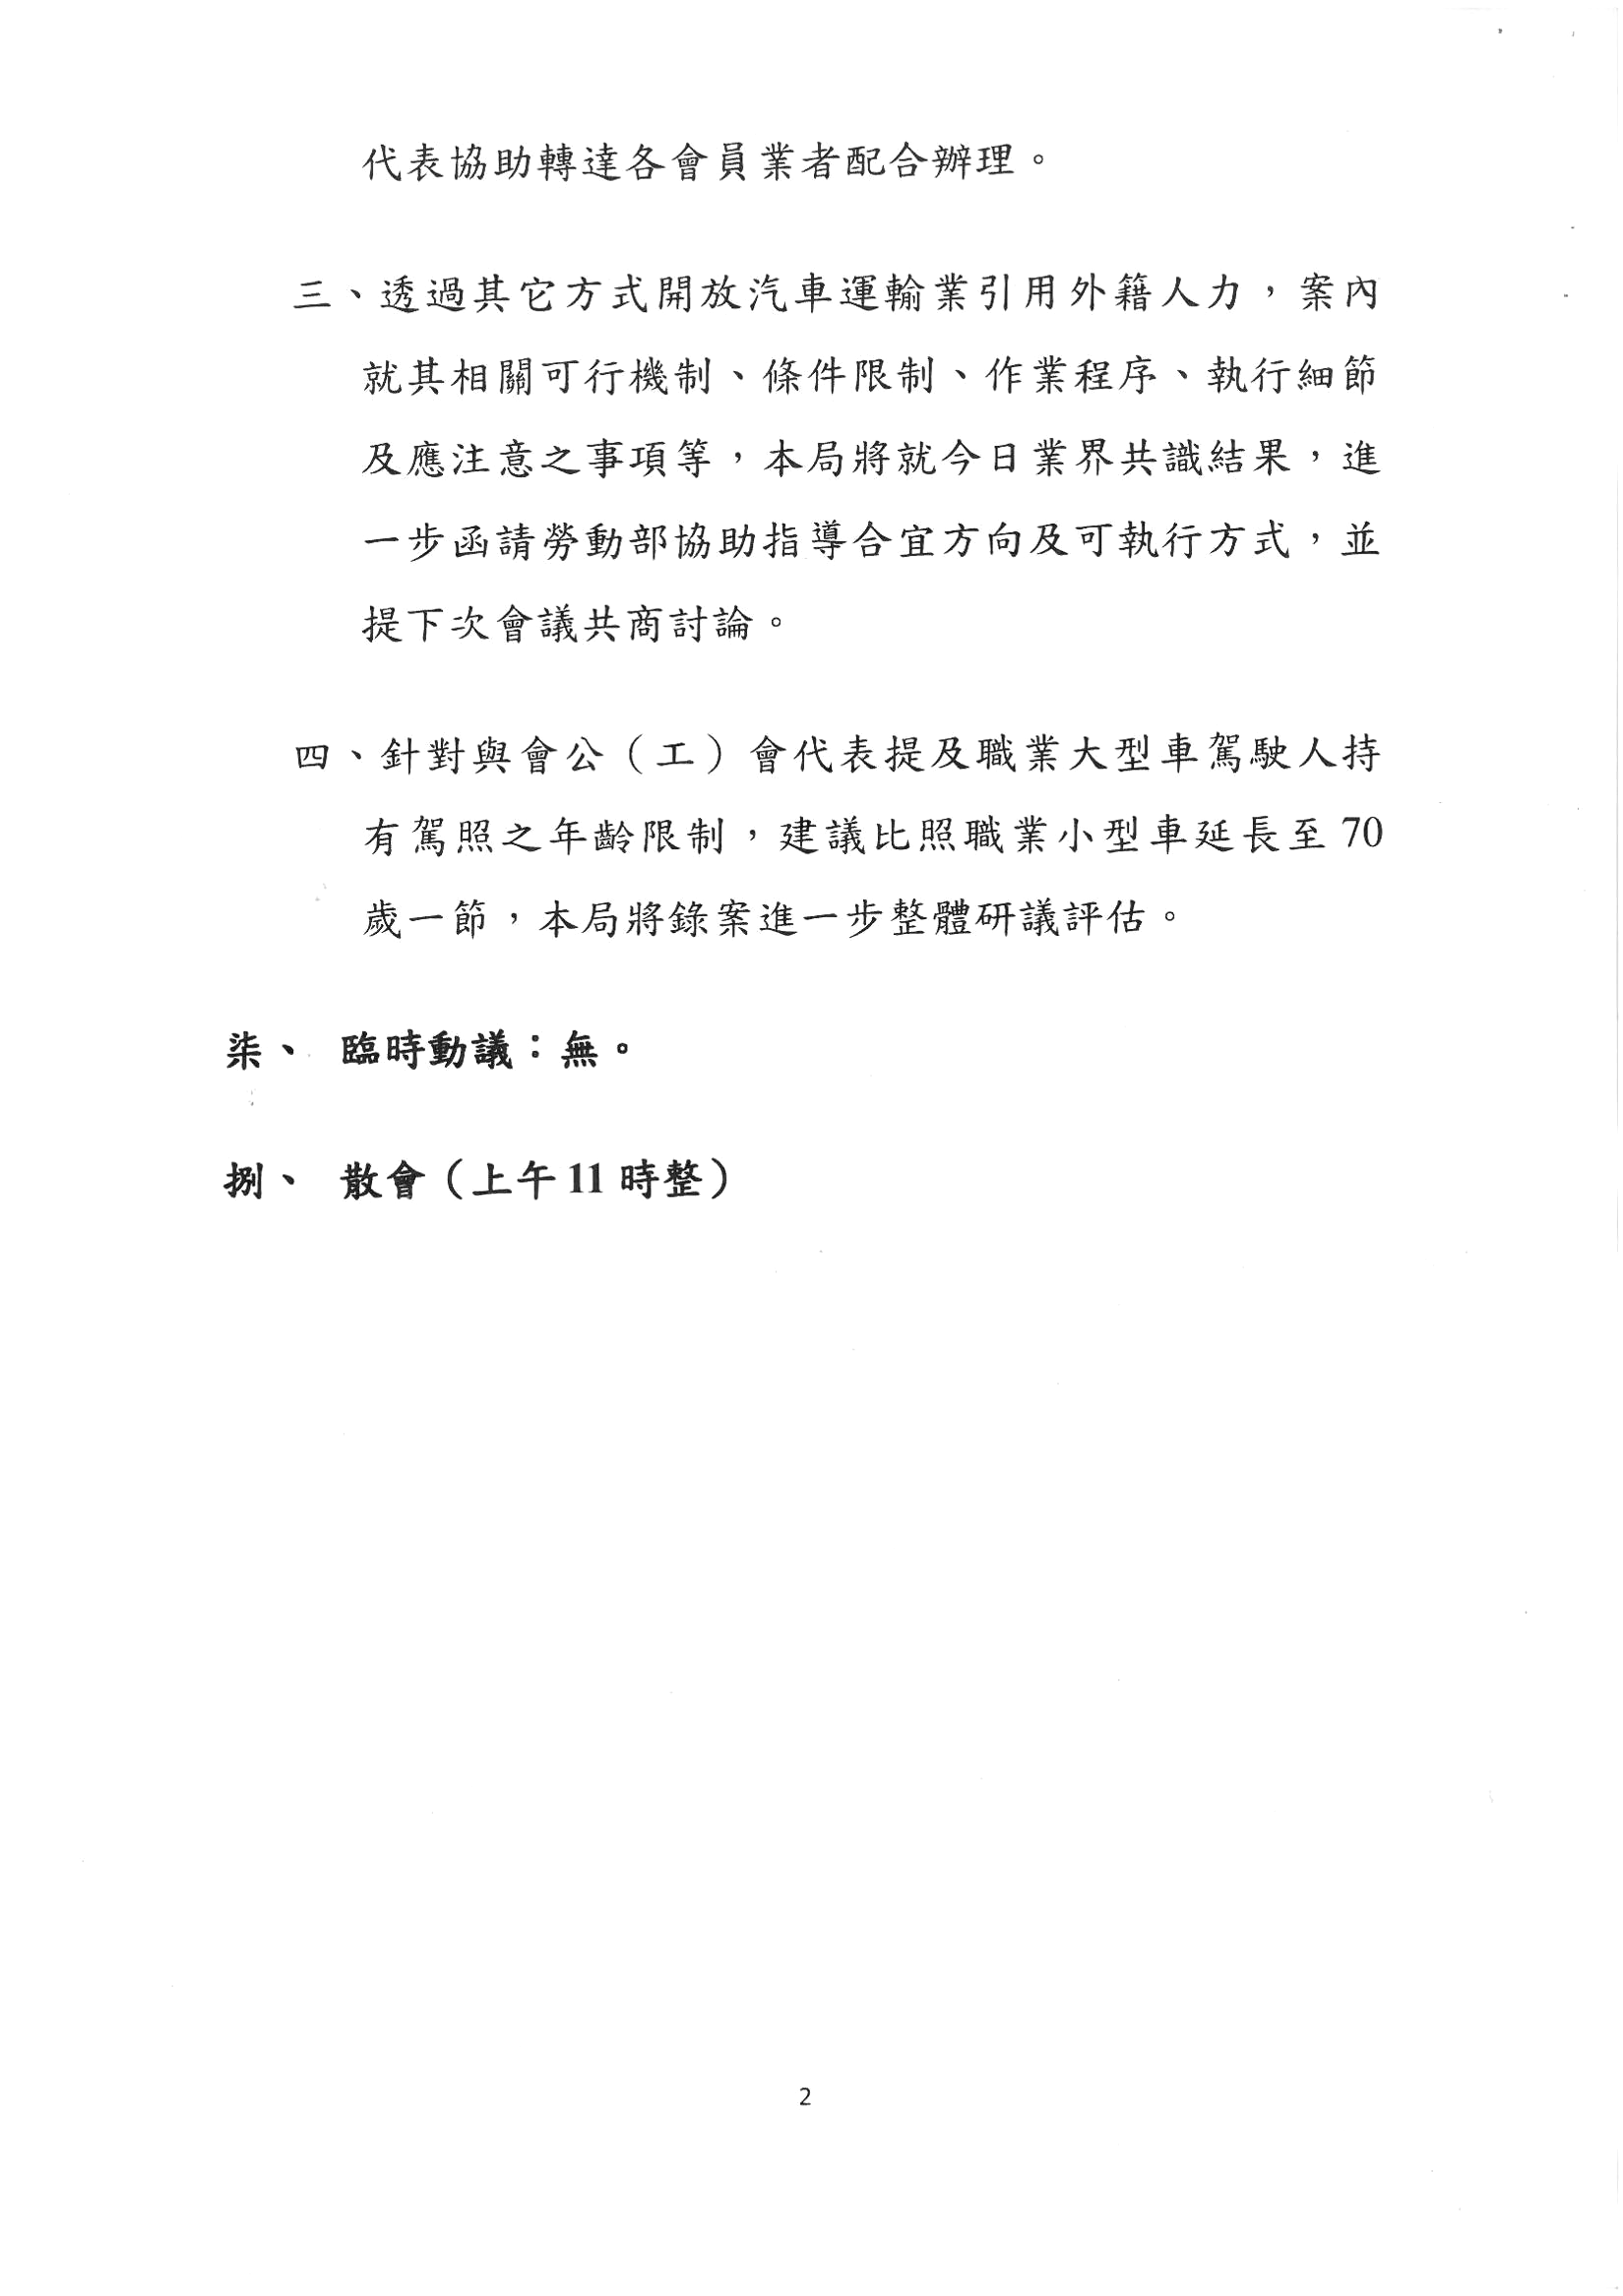 代表協助轉達各會員業者配合辦理。
三、透過其它方式開放汽車運輸業引用外籍人力，案內
就其相關可行機制、條件限制、作業程序、執行細節
及應注意之事項等，本局將就今日業界共識結果，進
一步函請勞動部協助指導合宜方向及可執行方式，並
提下次會議共商討論。
四、針對與會公（工）會代表提及職業大型車駕駛人持
有駕照之年齡限制，建議比照職業小型車延長至 70
歲一節，本局將錄案進一步整體研議評估。
柒、 臨時動議：無。
捌、 散會（上午 11 時整）
2